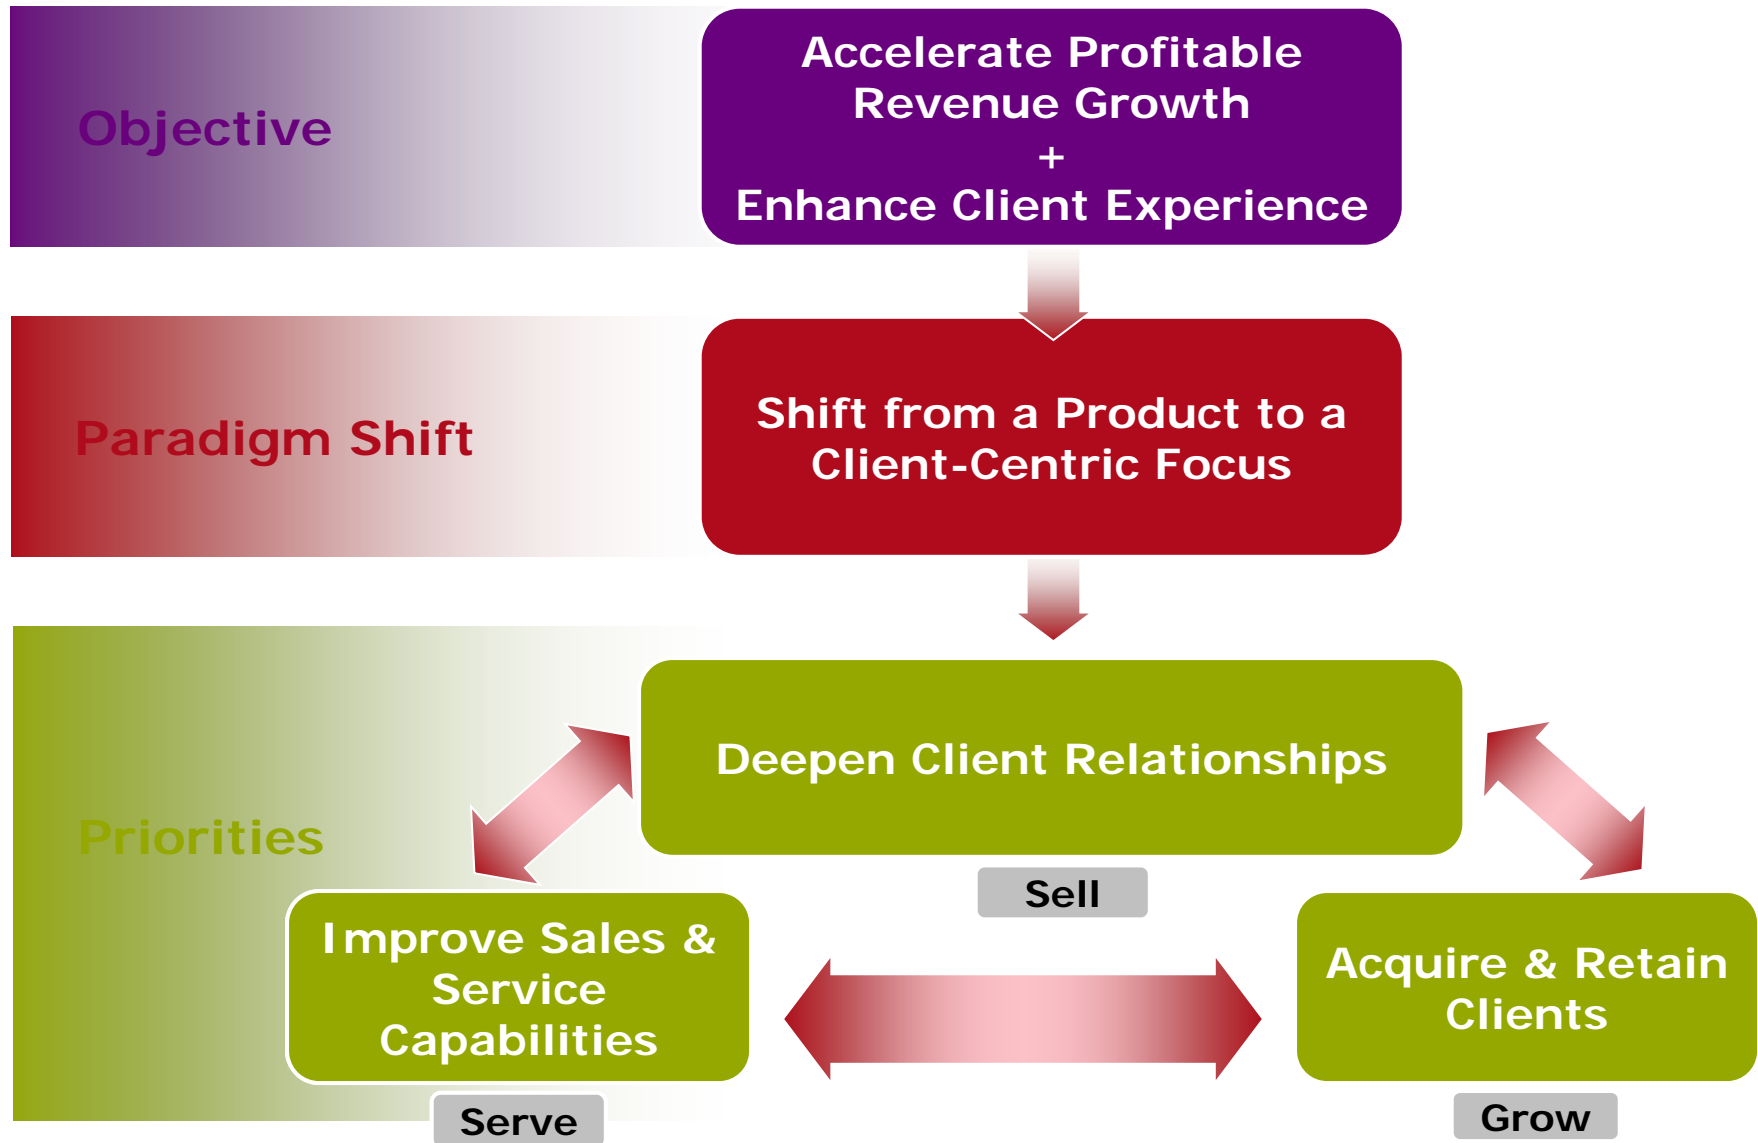 Objective
Accelerate Profitable
Revenue Growth
+
Enhance Client Experience
Paradigm Shift
Shift from a Product to a
Client-Centric Focus
Priorities
Deepen Client Relationships
Sell
Improve Sales &
Service
Capabilities
Serve
Acquire & Retain
Clients
Grow